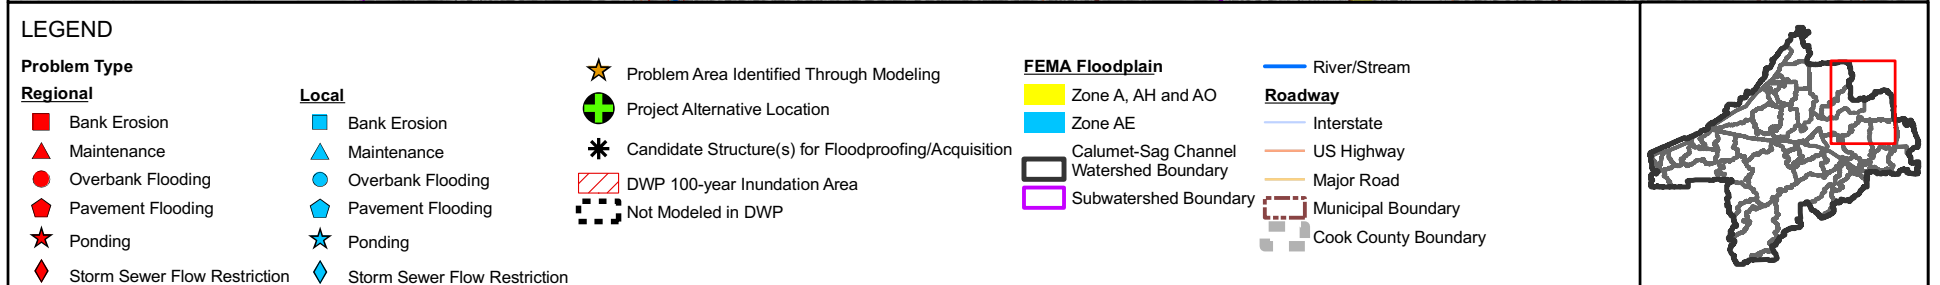 LEGEND
Problem Type
Regional
Bank Erosion
Maintenance
Overbank Flooding
Pavement Flooding
Ponding
Storm Sewer Flow Restriction
Local
Bank Erosion
Maintenance
Overbank Flooding
Pavement Flooding
Ponding
Storm Sewer Flow Restriction
Problem Area Identified Through Modeling
Project Alternative Location
Candidate Structure(s) for Floodproofing/Acquisition
DWP 100-year Inundation Area
Not Modeled in DWP
FEMA Floodplain
Zone A, AH and AO
Zone AE
Calumet-Sag Channel
Watershed Boundary
Subwatershed Boundary
River/Stream
Roadway
Interstate
US Highway
Major Road
Municipal Boundary
Cook County Boundary